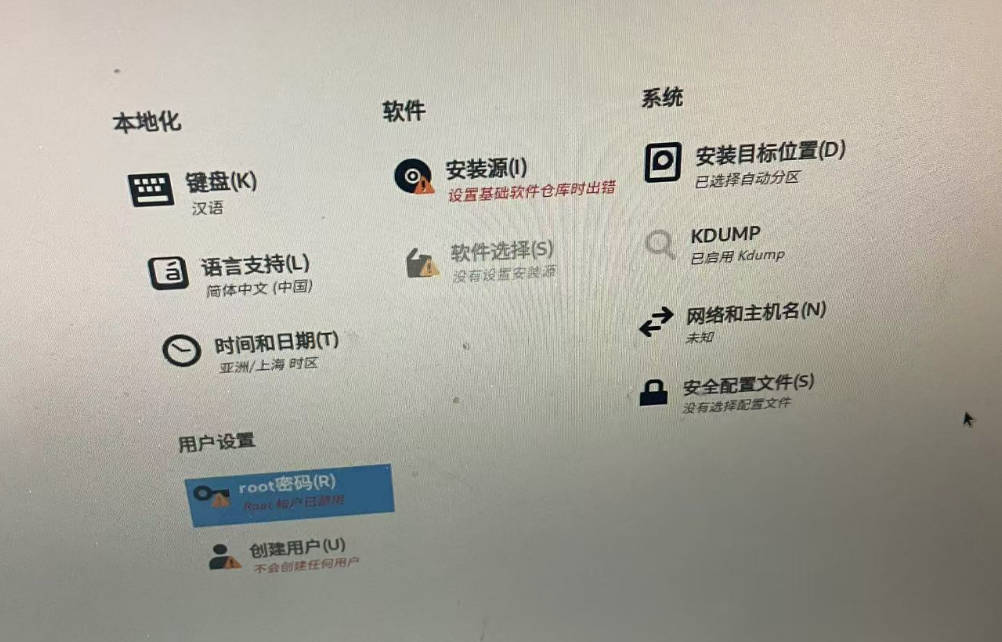 本地化
键盘(K)
汉语
语言支持(L)
简体中文 (中国)
时间和日期(T)
亚洲/上海 时区
用户设置
root密码(R)
Root 帐户已禁用
创建用户(U)
不会创建任何用户
软件
安装源(I)
设置基础软件仓库时出错
软件选择(S)
没有设置安装源
系统
安装目标位置(D)
已选择自动分区
KDUMP
已启用 Kdump
网络和主机名(N)
未知
安全配置文件(S)
没有选择配置文件